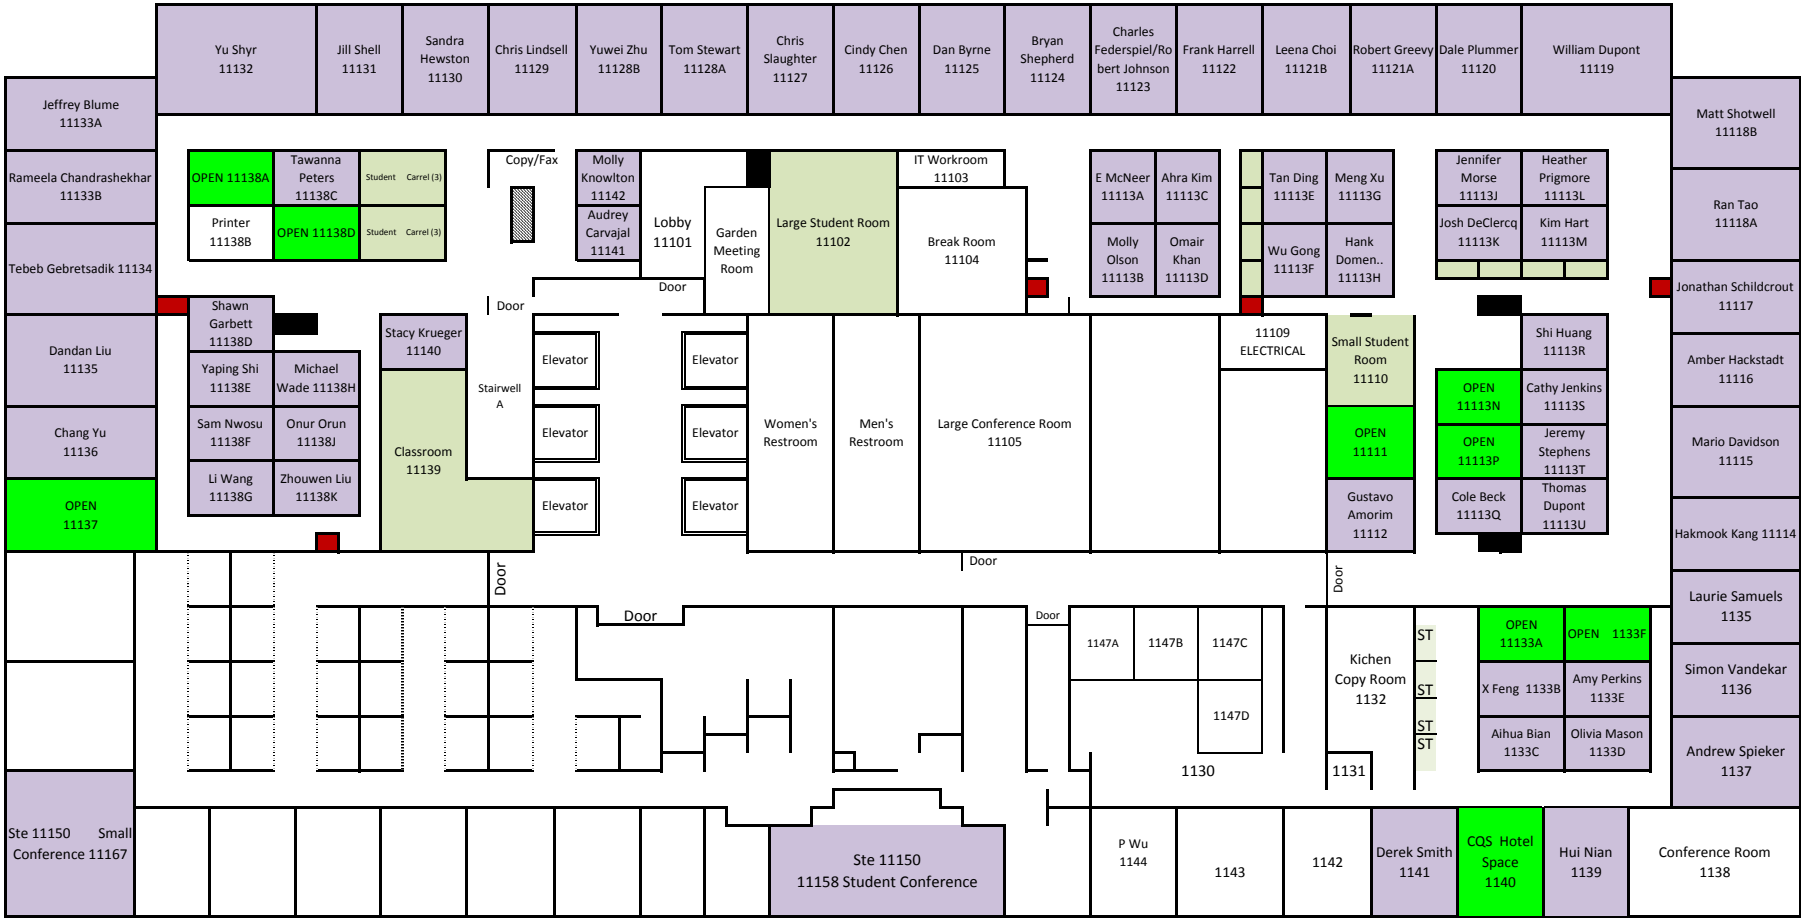 Yu Shyr
11132
Jill Shell
11131
Sandra
Hewston
11130
Chris Lindsell
11129
Yuwei Zhu
11128B
Tom Stewart
11128A
Chris
Slaughter
11127
Cindy Chen
11126
Dan Byrne
11125
Bryan
Shepherd
11124
Charles
Federspiel/Ro
bert Johnson
11123
Frank Harrell
11122
Leena Choi
11121B
Robert Greevy
11121A
Dale Plummer
11120
William Dupont
11119
Jeffrey Blume
11133A
Rameela Chandrashekhar
11133B
Tebeb Gebretsadik 11134
Dandan Liu
11135
Chang Yu
11136
OPEN
11137
OPEN 11138A
Tawanna
Peters
11138C
Student Carrel (3)
Printer
11138B
OPEN 11138D
Student Carrel (3)
Shawn
Garbett
11138D
Yaping Shi
11138E
Michael
Wade 11138H
Sam Nwosu
11138F
Onur Orun
11138J
Li Wang
11138G
Zhouwen Liu
11138K
Copy/Fax
Molly
Knowlton
11142
Audrey
Carvajal
11141
Lobby
11101
Garden
Meeting
Room
Large Student Room
11102
IT Workroom
11103
Break Room
11104
Door
Door
Stacy Krueger
11140
Classroom
11139
Stairwell
A
Elevator
Elevator
Elevator
Elevator
Elevator
Elevator
Women's
Restroom
Men's
Restroom
Large Conference Room
11105
E McNeer
11113A
Ahra Kim
11113C
Molly
Olson
11113B
Omair
Khan
11113D
Tan Ding
11113E
Meng Xu
11113G
Wu Gong
11113F
Hank
Domen..
11113H
Jennifer
Morse
11113J
Heather
Prigmore
11113L
Josh DeClercq
11113K
Kim Hart
11113M
11109
ELECTRICAL
Small Student
Room
11110
OPEN
11111
Gustavo
Amorim
11112
Shi Huang
11113R
OPEN
11113N
Cathy Jenkins
11113S
OPEN
11113P
Jeremy
Stephens
11113T
Cole Beck
11113Q
Thomas
Dupont
11113U
Matt Shotwell
11118B
Ran Tao
11118A
Jonathan Schildcrout
11117
Amber Hackstadt
11116
Mario Davidson
11115
Hakmook Kang 11114
Laurie Samuels
1135
Simon Vandekar
1136
Andrew Spieker
1137
Door
Door
Door
Door
Door
1147A
1147B
1147C
1147D
1130
Kichen
Copy Room
1132
1131
ST
ST
ST
ST
OPEN
11133A
OPEN 1133F
X Feng 1133B
Amy Perkins
1133E
Aihua Bian
1133C
Olivia Mason
1133D
Ste 11150 Small
Conference 11167
Ste 11150
11158 Student Conference
P Wu
1144
1143
1142
Derek Smith
1141
CQS Hotel
Space
1140
Hui Nian
1139
Conference Room
1138